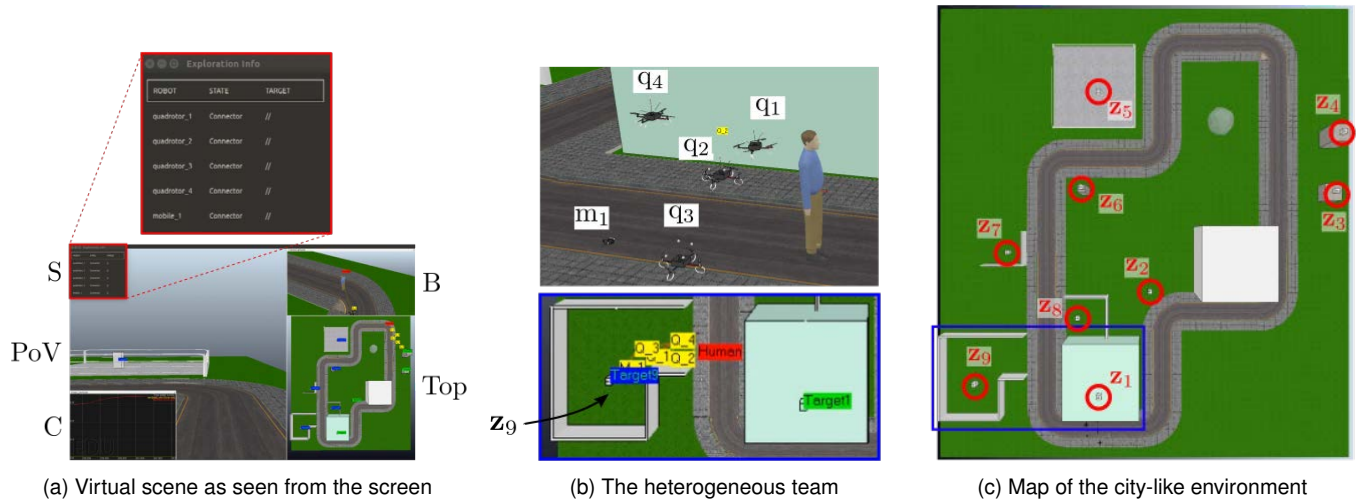 Exploration Info
ROBOT STATE TARGET
quadrotor_1 Connector //
quadrotor_2 Connector //
quadrotor_3 Connector //
quadrotor_4 Connector //
mobile_1 Connector //
S
B
PoV
Top
C
(a) Virtual scene as seen from the screen
q4
q1
Q_2
q2
m1
q3
Q_3
Q_4
Q_2
Human
Target9
Target1
z9
(b) The heterogeneous team
z5
z4
z3
z6
z7
z2
z8
z9
z1
(c) Map of the city-like environment